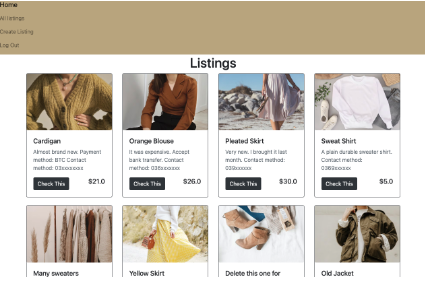 Home
All listings
Create Listing
Log Out
Listings
Cardigan
Almost brand new. Payment
method: BTC Contact
method: 03xxxxxxx
Check This
$21.0
Orange Blouse
It was expensive. Accept
bank transfer. Contact
method: 036xxxxxx
Check This
$26.0
Pleated Skirt
Very new. I brought it last
month. Contact method:
039xxxxxx
Check This
$30.0
Sweat Shirt
A plain durable sweater shirt.
Contact method:
0369xxxxxx
Check This
$5.0
Many sweaters
Yellow Skirt
Delete this one for
Old Jacket